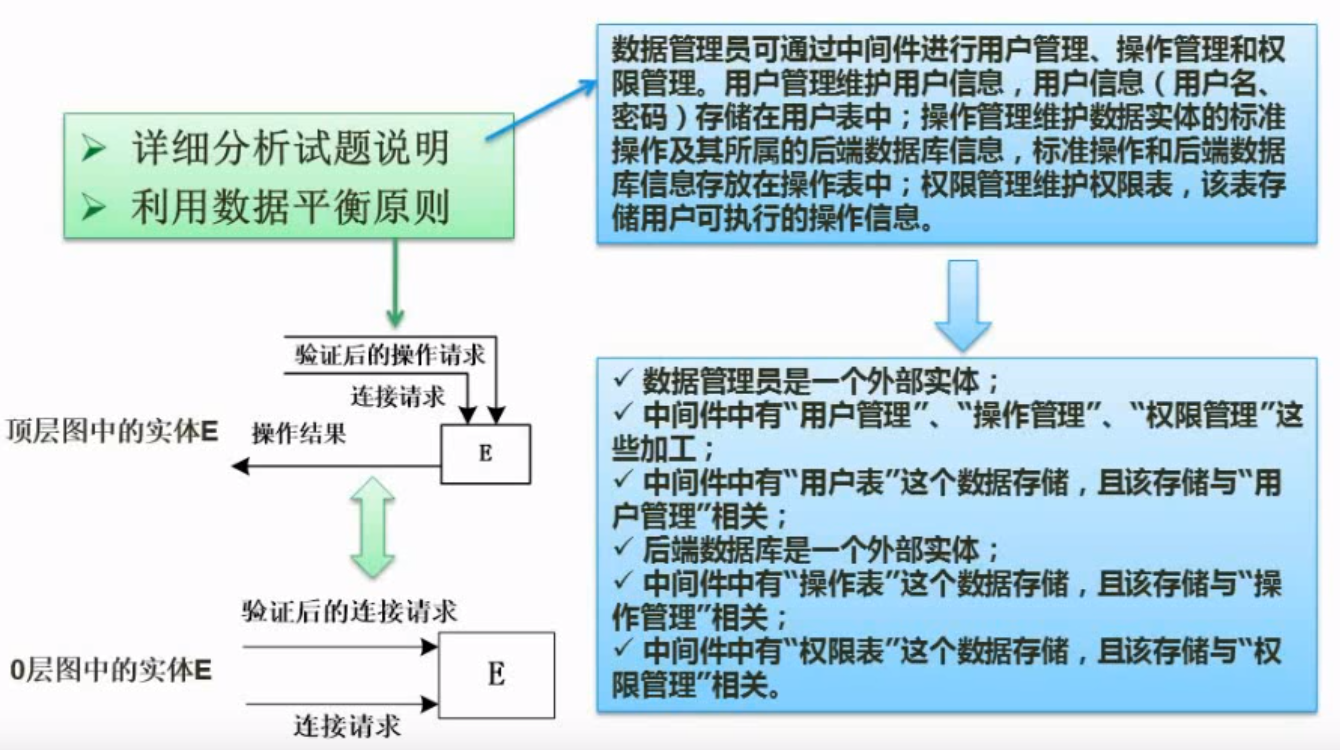 详细分析试题说明
利用数据平衡原则
数据管理员可通过中间件进行用户管理、操作管理和权
限管理。用户管理维护用户信息，用户信息（用户名、
密码）存储在用户表中；操作管理维护数据实体的标准
操作及其所属的后端数据库信息，标准操作和后端数据
库信息存放在操作表中；权限管理维护权限表，该表存
储用户可执行的操作信息。
验证后的操作请求
连接请求
顶层图中的实体E
操作结果
E
验证后的连接请求
0层图中的实体E
E
连接请求
✓ 数据管理员是一个外部实体；
✓ 中间件中有“用户管理”、“操作管理”、“权限管理”这
些加工；
✓ 中间件中有“用户表”这个数据存储，且该存储与“用
户管理”相关；
✓ 后端数据库是一个外部实体；
✓ 中间件中有“操作表”这个数据存储，且该存储与“操
作管理”相关；
✓ 中间件中有“权限表”这个数据存储，且该存储与“权
限管理”相关。